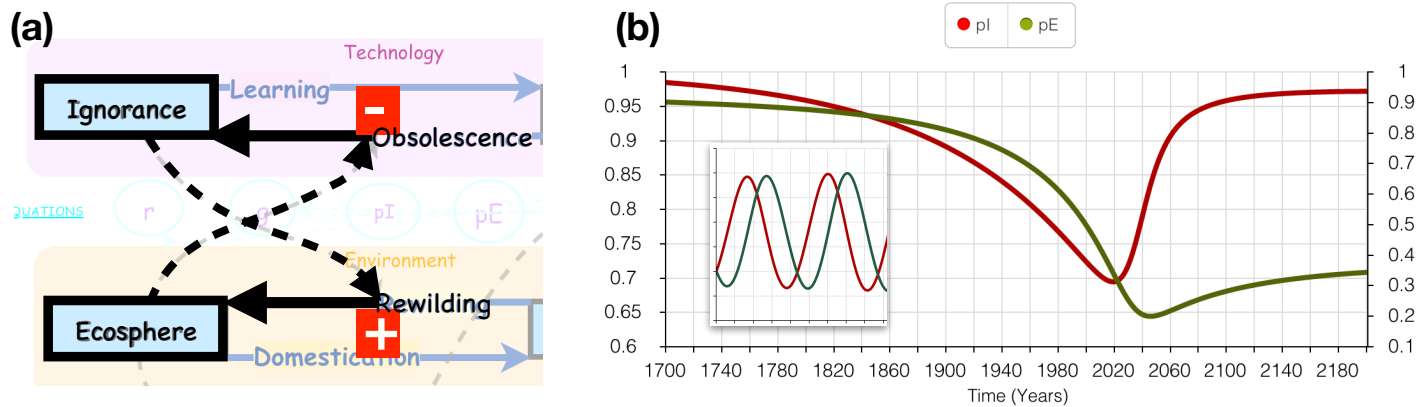 (a)
Technology
Learning
Ignorance
-
Obsolescence
QUATIONS
r
g
pI
pE
Environment
Rewilding
Ecosphere
+
Domestication
(b)
pI
pE
1
0.95
0.9
0.85
0.8
0.75
0.7
0.65
0.6
1
0.9
0.8
0.7
0.6
0.5
0.4
0.3
0.2
0.1
1700 1740 1780 1820 1860 1900 1940 1980 2020 2060 2100 2140 2180
Time (Years)